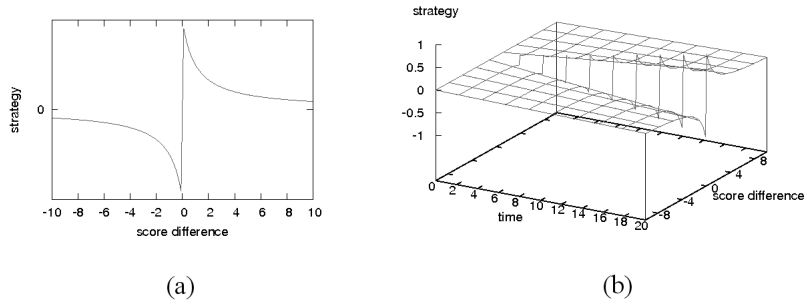 strategy
0
-10 -8 -6 -4 -2 0 2 4 6 8 10
score difference
(a)
strategy
1
0.5
0
-0.5
-1
0 2 4 6 8 10 12 14 16 18 20
time
-8 -4 0 4 8
score difference
(b)